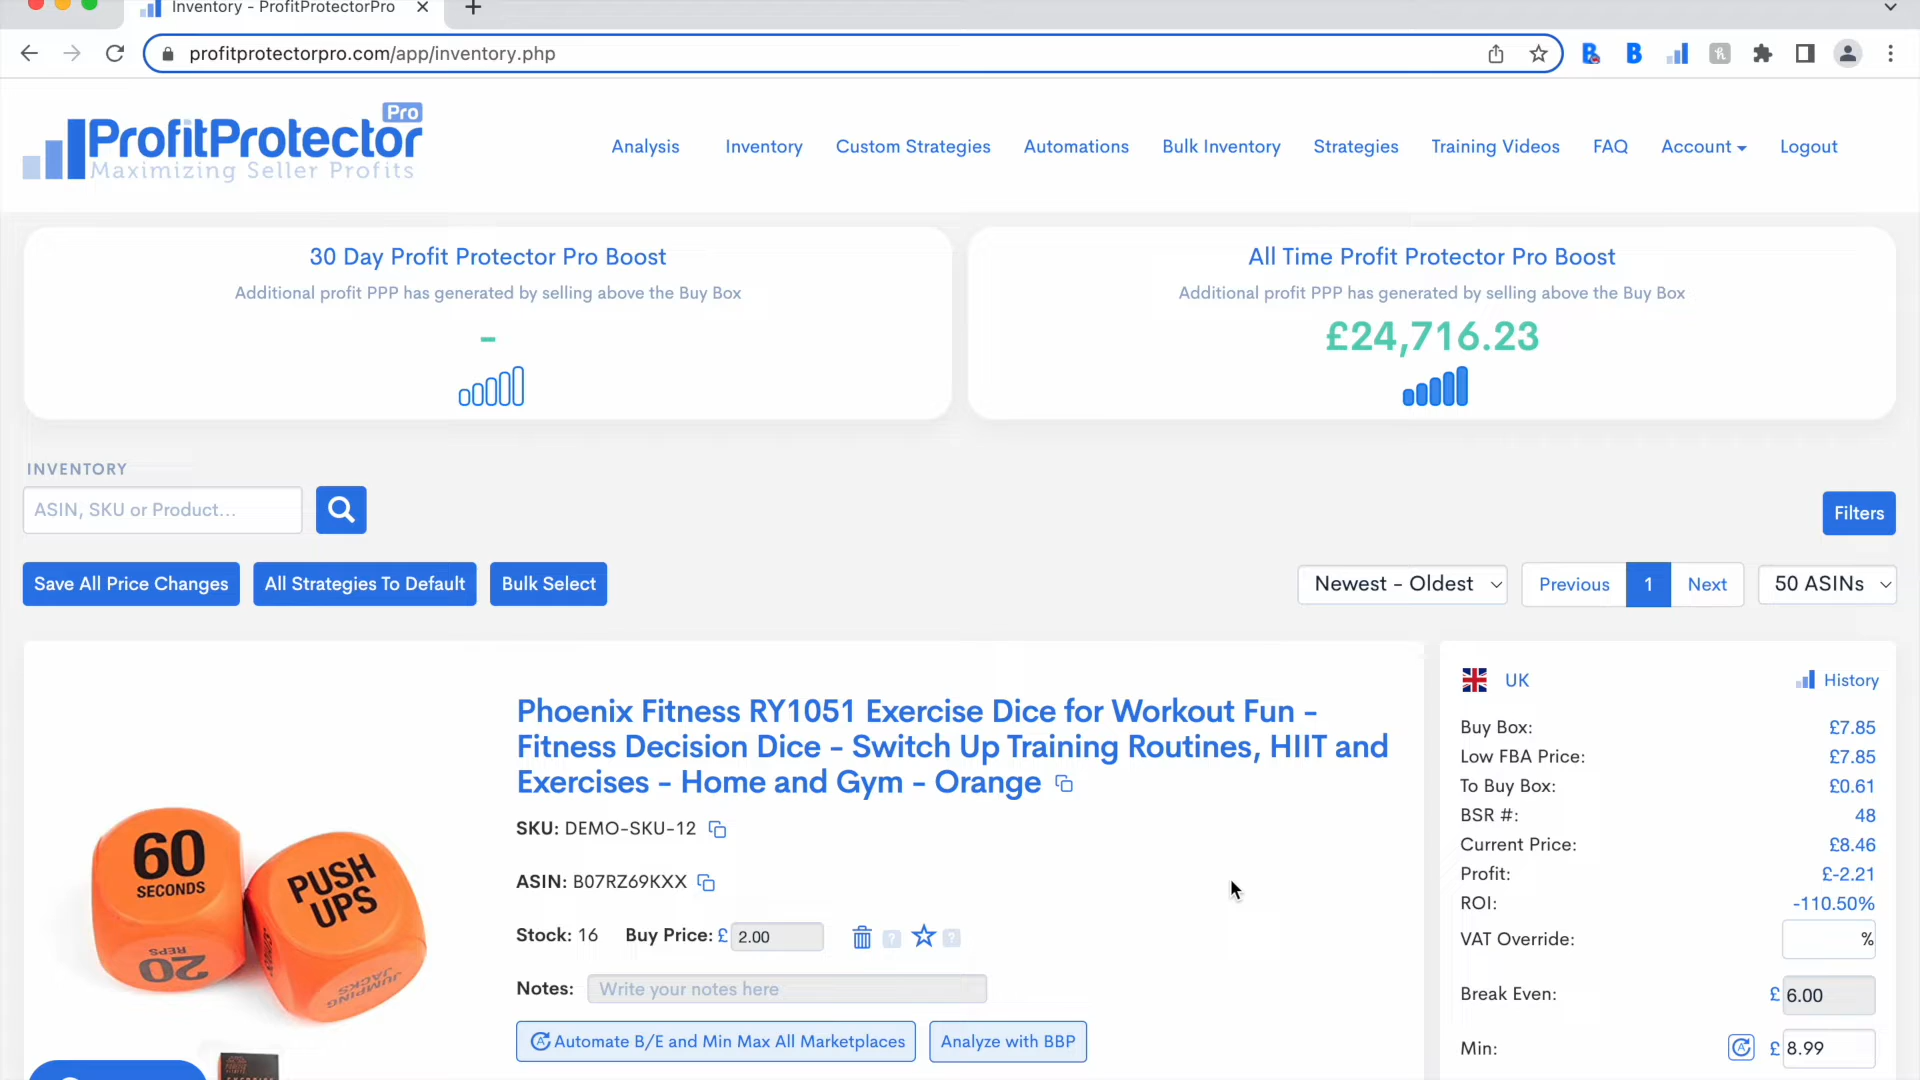 Inventory - ProfitProtectorPro
profitprotectorpro.com/app/inventory.php
ProfitProtector Pro
Maximizing Seller Profits
Analysis Inventory Custom Strategies Automations Bulk Inventory Strategies Training Videos FAQ Account Logout
30 Day Profit Protector Pro Boost
Additional profit PPP has generated by selling above the Buy Box
-
All Time Profit Protector Pro Boost
Additional profit PPP has generated by selling above the Buy Box
£24,716.23
INVENTORY
ASIN, SKU or Product...
Filters
Save All Price Changes All Strategies To Default Bulk Select
Newest - Oldest Previous 1 Next 50 ASINs
Phoenix Fitness RY1051 Exercise Dice for Workout Fun -
Fitness Decision Dice - Switch Up Training Routines, HIIT and
Exercises - Home and Gym - Orange
SKU: DEMO-SKU-12
ASIN: B07RZ69KXX
Stock: 16 Buy Price: £ 2.00 ? ?
Notes: Write your notes here
Automate B/E and Min Max All Marketplaces Analyze with BBP
60
SECONDS
REPS
20
PUSH
UPS
JUMPING
JACKS
UK History
Buy Box: £7.85
Low FBA Price: £7.85
To Buy Box: £0.61
BSR #: 48
Current Price: £8.46
Profit: £-2.21
ROI: -110.50%
VAT Override: %
Break Even: £ 6.00
Min: £ 8.99